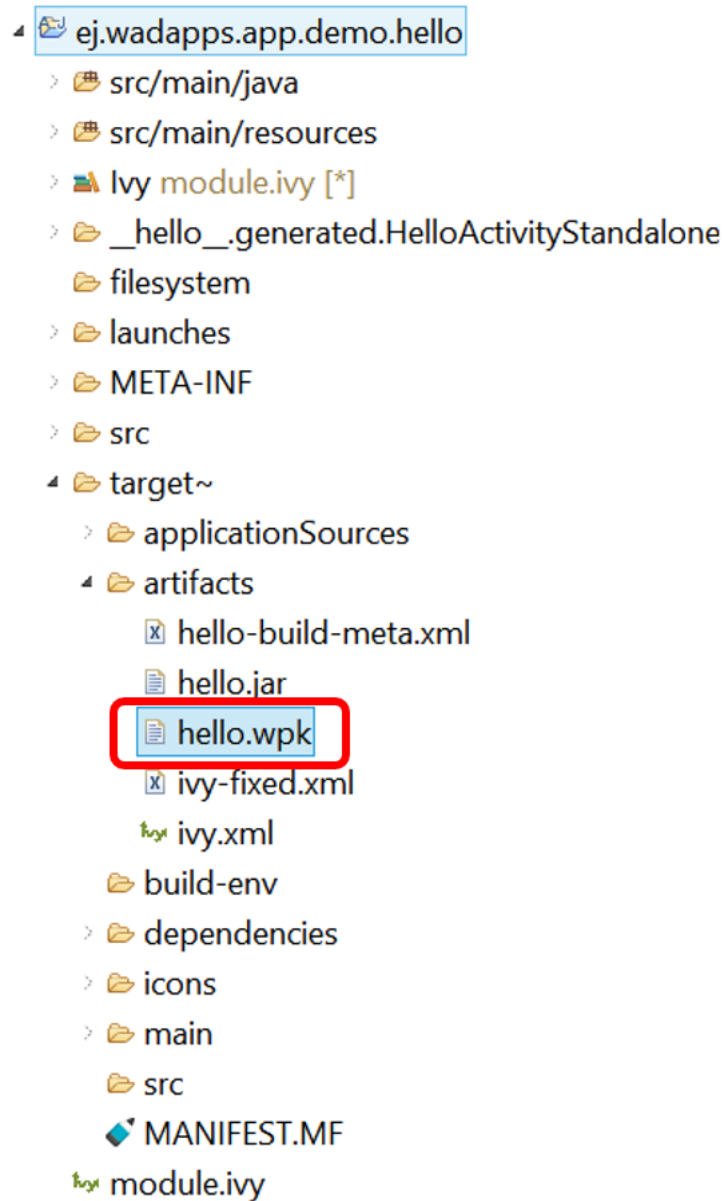 ej.wadapps.app.demo.hello
src/main/java
src/main/resources
Ivy module.ivy [*]
__hello__.generated.HelloActivityStandalone
filesystem
launches
META-INF
src
target~
applicationSources
artifacts
hello-build-meta.xml
hello.jar
hello.wpk
ivy-fixed.xml
ivy.xml
build-env
dependencies
icons
main
src
MANIFEST.MF
module.ivy